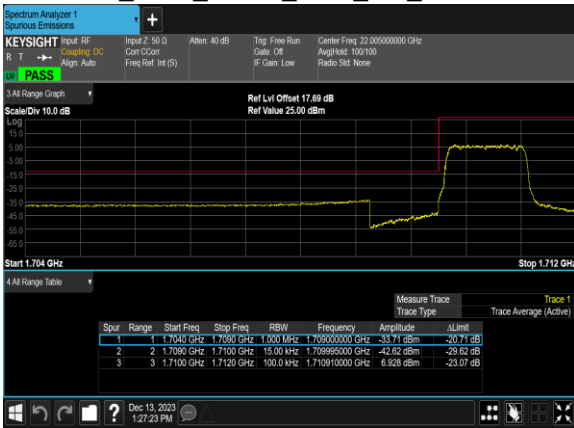 Spectrum Analyzer 1
Spurious Emissions
+
KEYSIGHT Input: RF Input Z: 50 Ω Atten: 40 dB Trig: Free Run Center Freq: 22.005000000 GHz
R T Coupling: DC Corr CCorr Gate: Off Avg|Hold: 100/100
Align: Auto Freq Ref: Int (S) IF Gain: Low Radio Std: None
PASS
3 All Range Graph
Ref Lvl Offset 17.69 dB
Scale/Div 10.0 dB Ref Value 25.00 dBm
Log
15.0
5.00
-5.00
-15.0
-25.0
-35.0
-45.0
-55.0
-65.0
Start 1.704 GHz Stop 1.712 GHz
4 All Range Table
Measure Trace Trace 1
Trace Type Trace Average (Active)
Spur Range Start Freq Stop Freq RBW Frequency Amplitude ΔLimit
1 1 1.7040 GHz 1.7090 GHz 1.000 MHz 1.709000000 GHz -33.71 dBm -20.71 dB
2 2 1.7090 GHz 1.7100 GHz 15.00 kHz 1.709995000 GHz -42.62 dBm -29.62 dB
3 3 1.7100 GHz 1.7120 GHz 100.0 kHz 1.710910000 GHz 6.928 dBm -23.07 dB
? Dec 13, 2023
1:27:23 PM